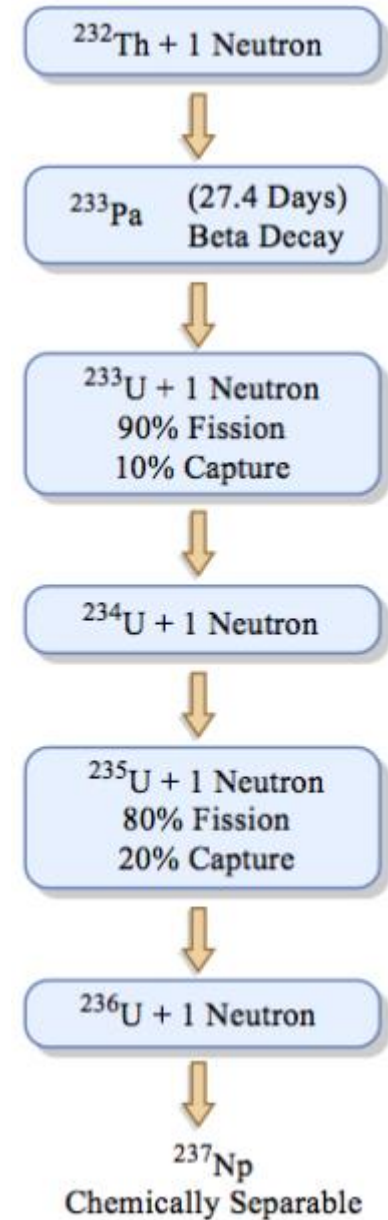 ²³²Th + 1 Neutron
²³³Pa (27.4 Days)
Beta Decay
²³³U + 1 Neutron
90% Fission
10% Capture
²³⁴U + 1 Neutron
²³⁵U + 1 Neutron
80% Fission
20% Capture
²³⁶U + 1 Neutron
²³⁷Np
Chemically Separable